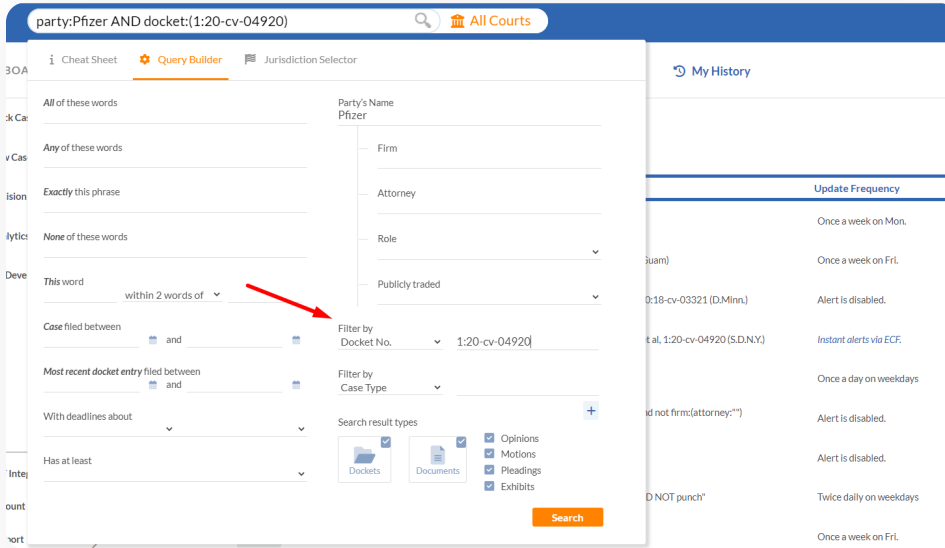 party:Pfizer AND docket:(1:20-cv-04920)
All Courts
Cheat Sheet
Query Builder
Jurisdiction Selector
My History
All of these words
Any of these words
Exactly this phrase
None of these words
This word
within 2 words of
Case filed between
and
Most recent docket entry filed between
and
With deadlines about
Has at least
Party's Name
Pfizer
Firm
Attorney
Role
Publicly traded
Filter by
Docket No.
1:20-cv-04920
Filter by
Case Type
+
Search result types
Dockets
Documents
Opinions
Motions
Pleadings
Exhibits
Search
Update Frequency
Once a week on Mon.
Guam)
Once a week on Fri.
0:18-cv-03321 (D.Minn.)
Alert is disabled.
t al, 1:20-cv-04920 (S.D.N.Y.)
Instant alerts via ECF.
Once a day on weekdays
nd not firm:(attorney:"")
Alert is disabled.
Alert is disabled.
D NOT punch"
Twice daily on weekdays
Once a week on Fri.